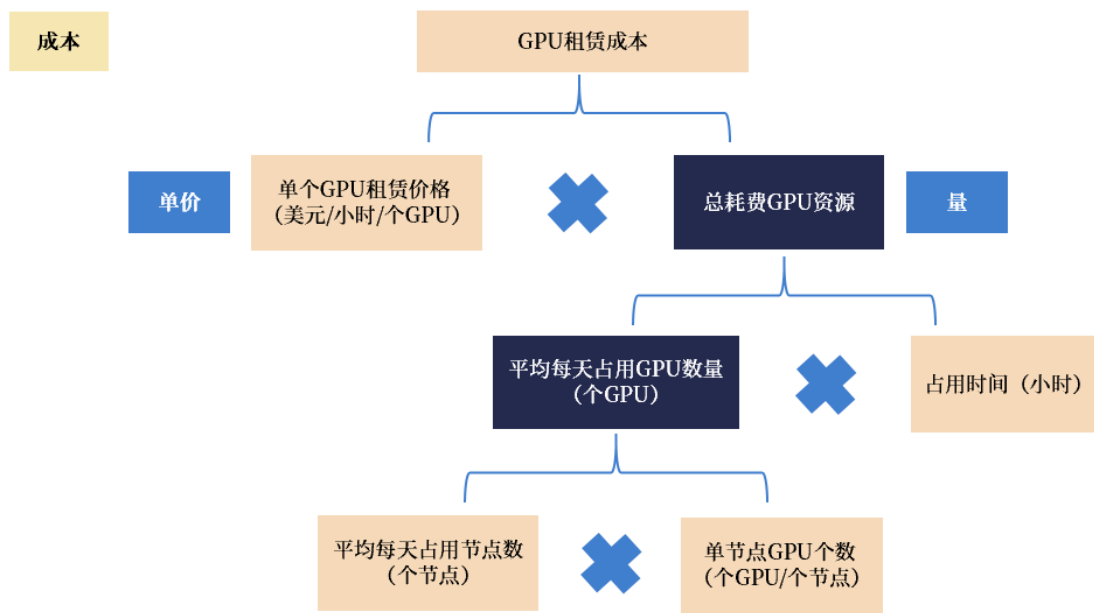 成本
GPU租赁成本
单价
单个GPU租赁价格
（美元/小时/个GPU）
总耗费GPU资源
量
平均每天占用GPU数量
（个GPU）
占用时间（小时）
平均每天占用节点数
（个节点）
单节点GPU个数
（个GPU/个节点）